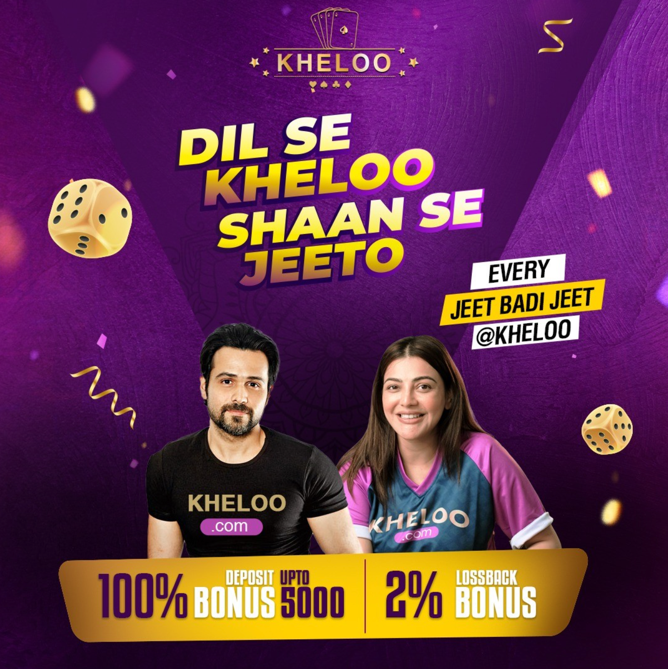 KHELOO
DIL SE
KHELOO
SHAAN SE
JEETO
EVERY
JEET BADI JEET
@KHELOO
KHELOO
.com
KHELOO
.com
100% DEPOSIT BONUS UPTO 5000
2% LOSSBACK BONUS